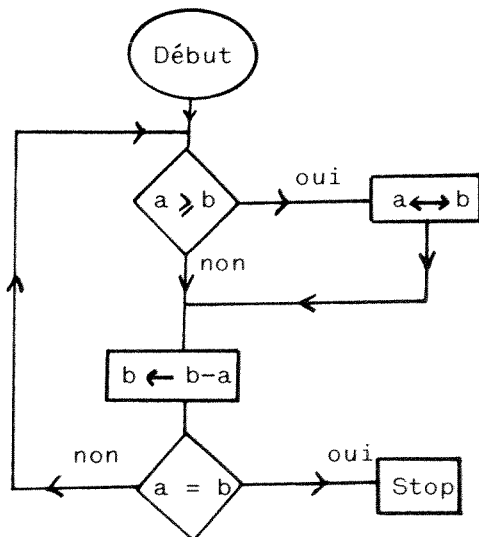 Début
a ⩾ b
oui
a ↔ b
non
b ← b-a
non
a = b
oui
Stop